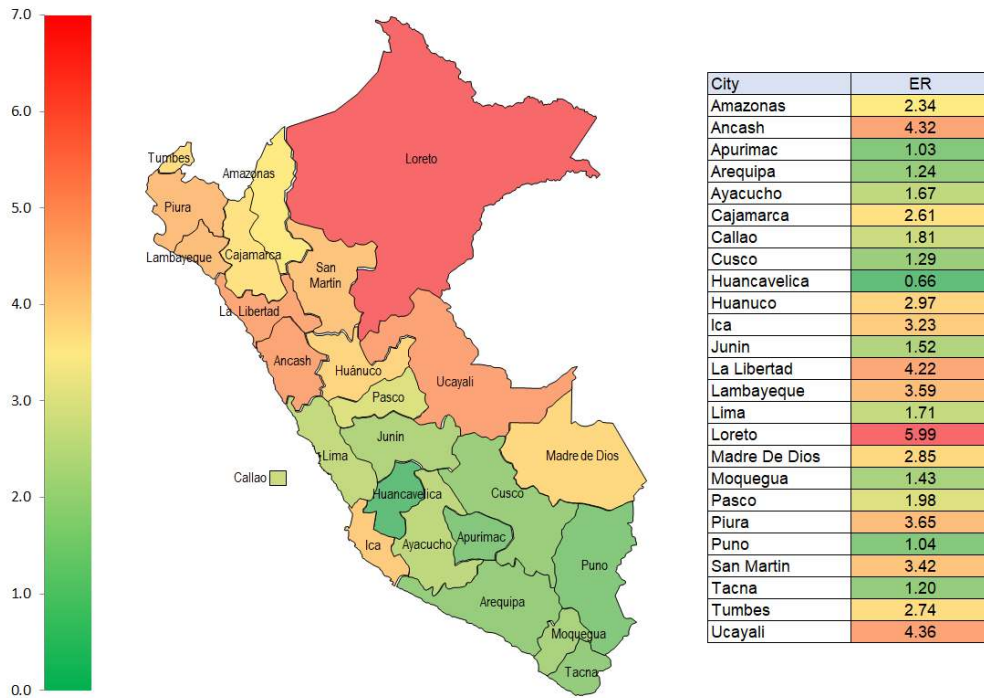 7.0
6.0
5.0
4.0
3.0
2.0
1.0
0.0
Tumbes
Amazonas
Loreto
Piura
Lambayeque
Cajamarca
San
Martin
La Libertad
Ancash
Huánuco
Ucayali
Pasco
Junin
Lima
Madre de Dios
Callao
Huancavelica
Cusco
Ica
Ayacucho
Apurimac
Puno
Arequipa
Moquegua
Tacna
City ER
Amazonas 2.34
Ancash 4.32
Apurimac 1.03
Arequipa 1.24
Ayacucho 1.67
Cajamarca 2.61
Callao 1.81
Cusco 1.29
Huancavelica 0.66
Huanuco 2.97
Ica 3.23
Junin 1.52
La Libertad 4.22
Lambayeque 3.59
Lima 1.71
Loreto 5.99
Madre De Dios 2.85
Moquegua 1.43
Pasco 1.98
Piura 3.65
Puno 1.04
San Martin 3.42
Tacna 1.20
Tumbes 2.74
Ucayali 4.36